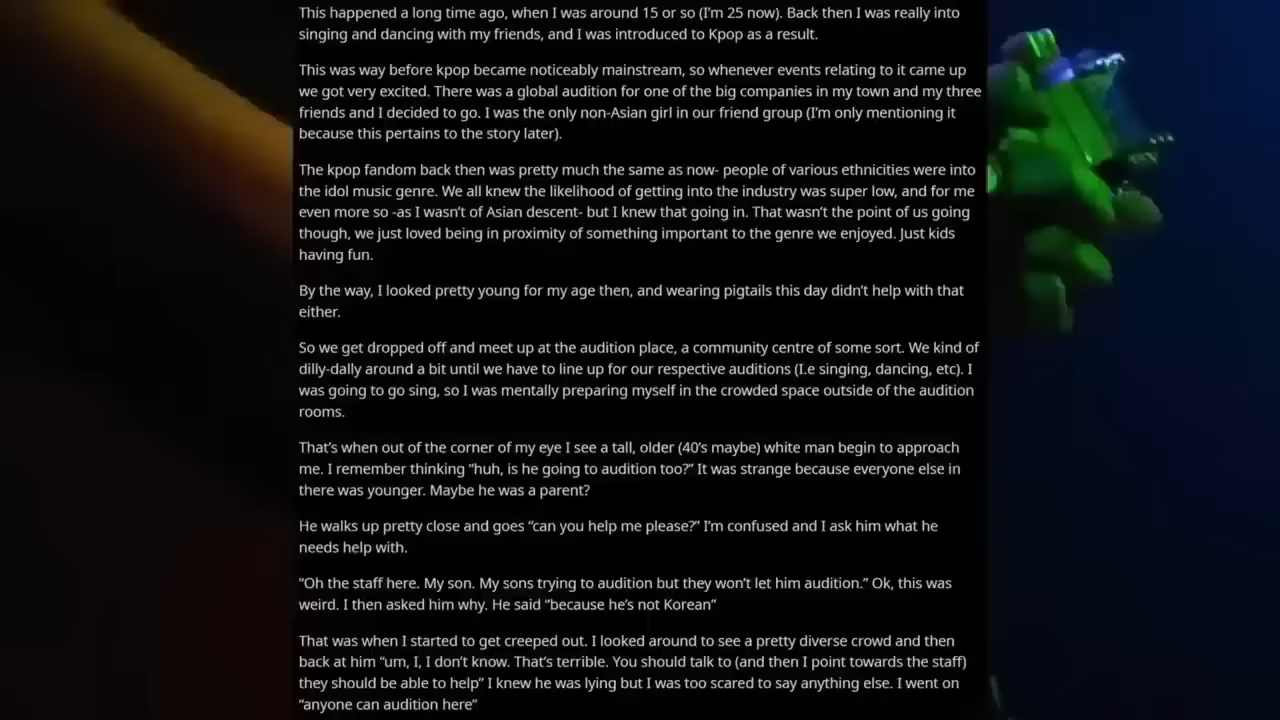 This happened a long time ago, when I was around 15 or so (I'm 25 now). Back then I was really into
singing and dancing with my friends, and I was introduced to Kpop as a result.
This was way before kpop became noticeably mainstream, so whenever events relating to it came up
we got very excited. There was a global audition for one of the big companies in my town and my three
friends and I decided to go. I was the only non-Asian girl in our friend group (I'm only mentioning it
because this pertains to the story later).
The kpop fandom back then was pretty much the same as now- people of various ethnicities were into
the idol music genre. We all knew the likelihood of getting into the industry was super low, and for me
even more so -as I wasn't of Asian descent- but I knew that going in. That wasn't the point of us going
though, we just loved being in proximity of something important to the genre we enjoyed. Just kids
having fun.
By the way, I looked pretty young for my age then, and wearing pigtails this day didn't help with that
either.
So we get dropped off and meet up at the audition place, a community centre of some sort. We kind of
dilly-dally around a bit until we have to line up for our respective auditions (I.e singing, dancing, etc). I
was going to go sing, so I was mentally preparing myself in the crowded space outside of the audition
rooms.
That's when out of the corner of my eye I see a tall, older (40's maybe) white man begin to approach
me. I remember thinking "huh, is he going to audition too?" It was strange because everyone else in
there was younger. Maybe he was a parent?
He walks up pretty close and goes "can you help me please?" I'm confused and I ask him what he
needs help with.
"Oh the staff here. My son. My sons trying to audition but they won't let him audition." Ok, this was
weird. I then asked him why. He said "because he's not Korean"
That was when I started to get creeped out. I looked around to see a pretty diverse crowd and then
back at him "um, I, I don't know. That's terrible. You should talk to (and then I point towards the staff)
they should be able to help" I knew he was lying but I was too scared to say anything else. I went on
"anyone can audition here"